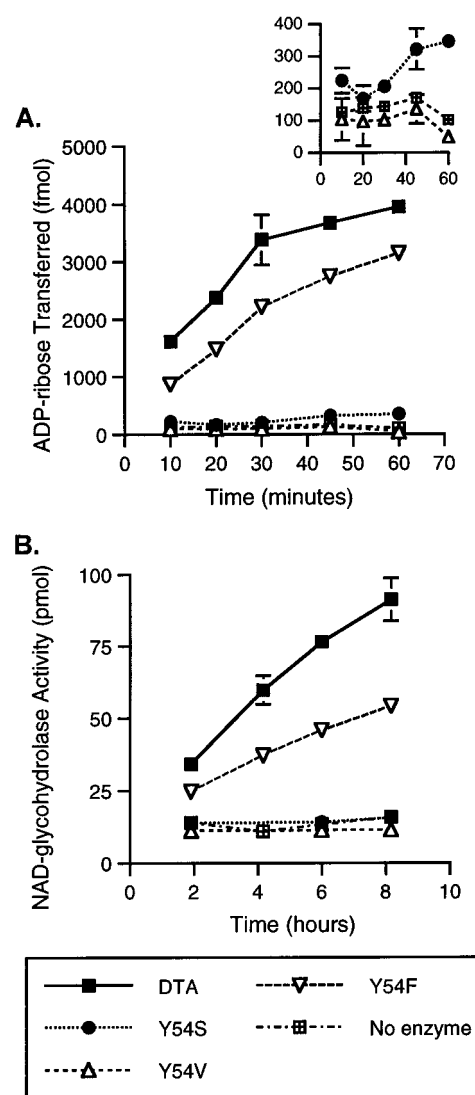 400
300
200
100
0
0 20 40 60
A.
ADP-ribose Transferred (fmol)
5000
4000
3000
2000
1000
0
0 10 20 30 40 50 60 70
Time (minutes)
B.
NAD-glycohydrolase Activity (pmol)
100
75
50
25
0
0 2 4 6 8 10
Time (hours)
DTA Y54F
Y54S No enzyme
Y54V